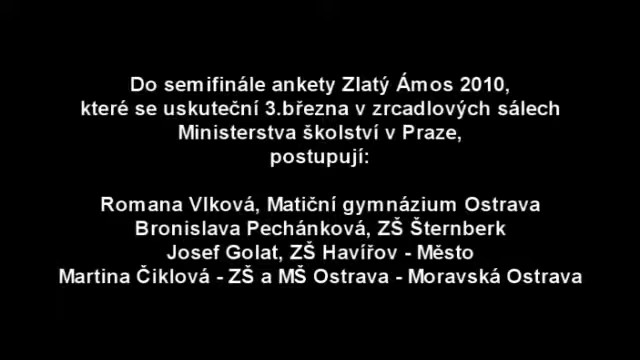 Do semifinále ankety Zlatý Ámos 2010,
které se uskuteční 3.března v zrcadlových sálech
Ministerstva školství v Praze,
postupují:
Romana Vlková, Matiční gymnázium Ostrava
Bronislava Pechánková, ZŠ Šternberk
Josef Golat, ZŠ Havířov - Město
Martina Čiklová - ZŠ a MŠ Ostrava - Moravská Ostrava